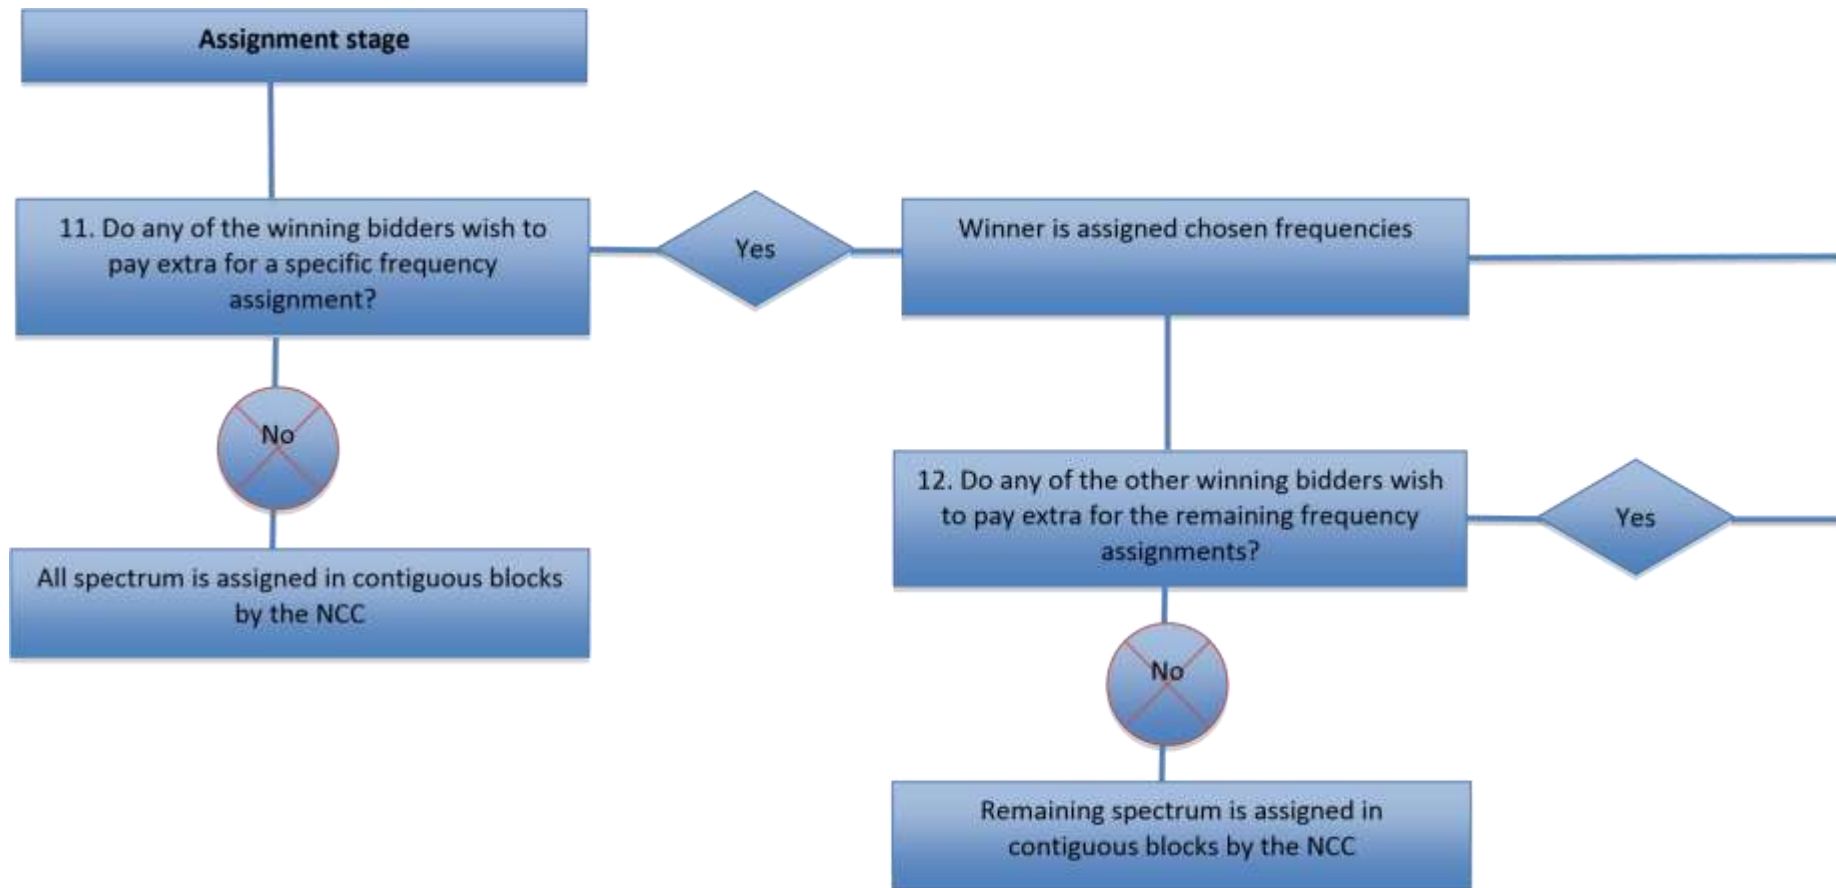 Assignment stage
11. Do any of the winning bidders wish to
pay extra for a specific frequency
assignment?
Yes
Winner is assigned chosen frequencies
No
All spectrum is assigned in contiguous blocks
by the NCC
12. Do any of the other winning bidders wish
to pay extra for the remaining frequency
assignments?
Yes
No
Remaining spectrum is assigned in
contiguous blocks by the NCC